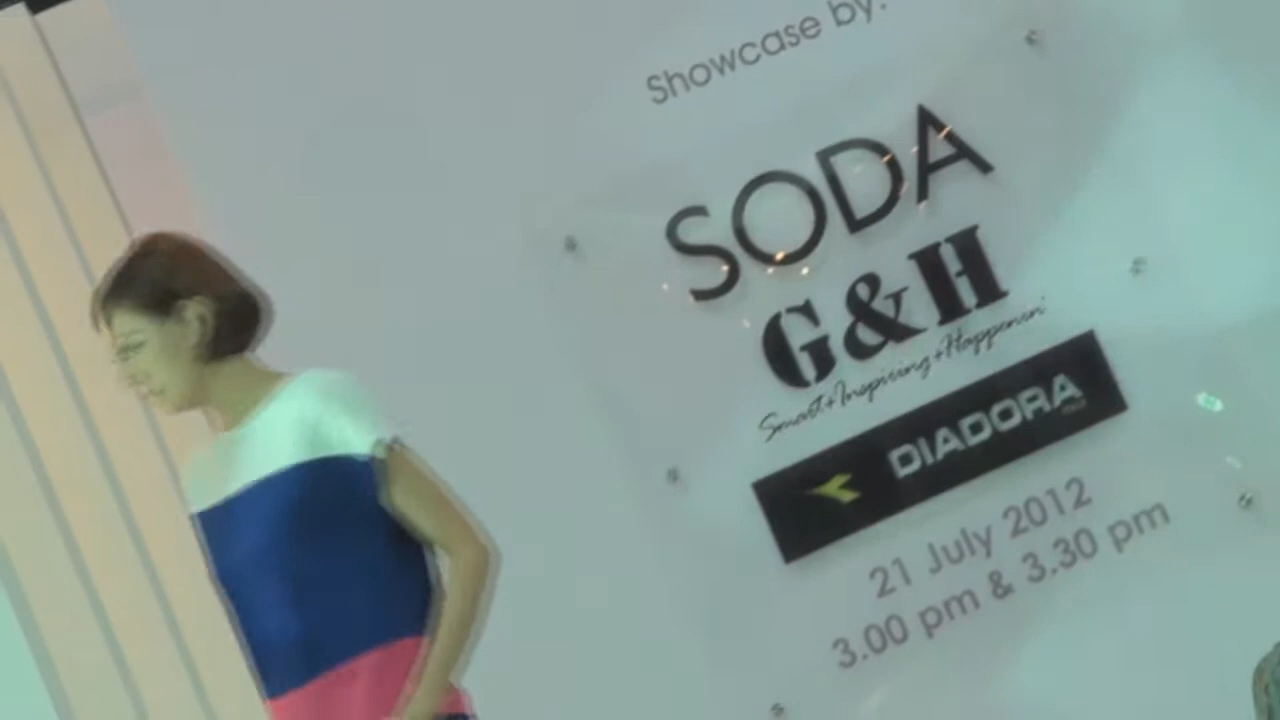 Showcase by:
SODA
G&H
Smart+Inspiring+Happenin'
DIADORA
21 July 2012
3.00 pm & 3.30 pm